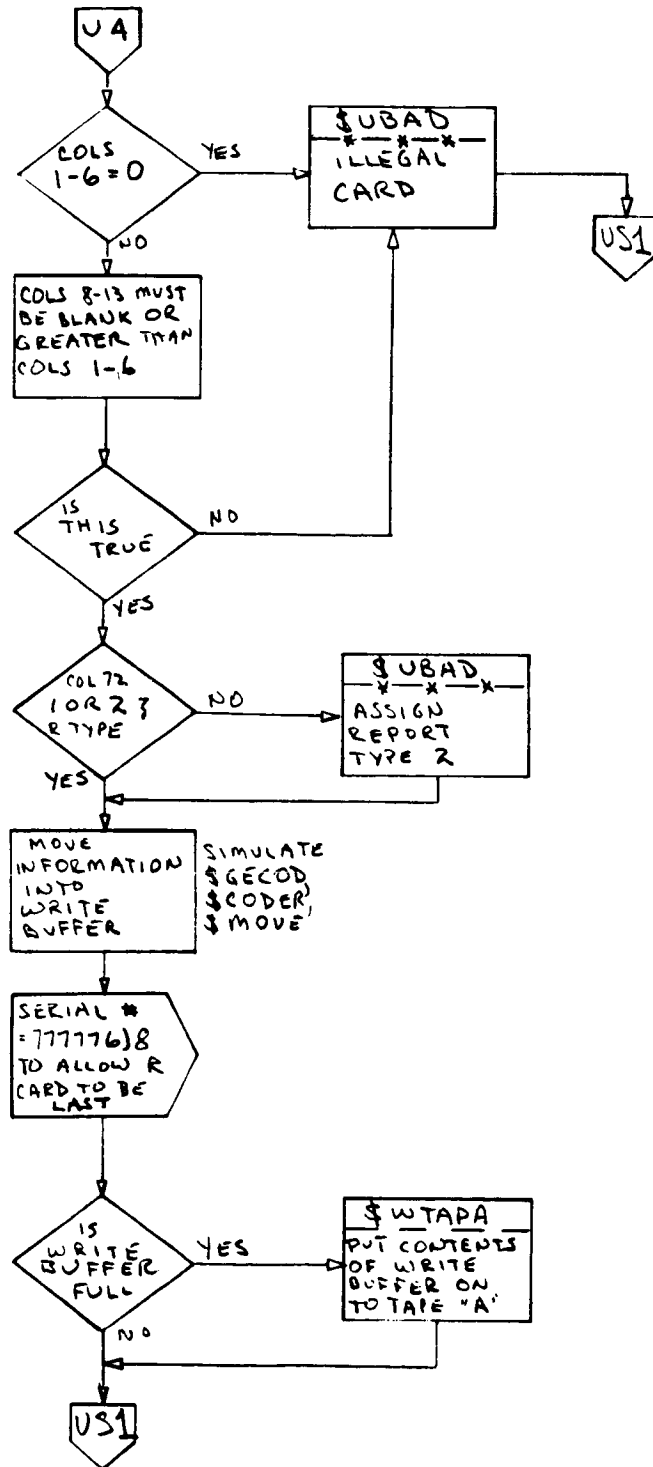 U4
COLS
1-6=0
YES
$UBAD
-*-*-*-
ILLEGAL
CARD
US1
NO
COLS 8-13 MUST
BE BLANK OR
GREATER THAN
COLS 1-6
IS
THIS
TRUE
NO
YES
COL 72
1 OR 2
R TYPE
NO
$UBAD
-*-*-*-
ASSIGN
REPORT
TYPE 2
YES
MOVE
INFORMATION
INTO
WRITE
BUFFER
SIMULATE
$GECOD,
$CODER,
$MOVE
SERIAL #
=777776)8
TO ALLOW R
CARD TO BE
LAST
IS
WRITE
BUFFER
FULL
YES
$WTAPA
PUT CONTENTS
OF WRITE
BUFFER ON
TO TAPE "A"
NO
US1